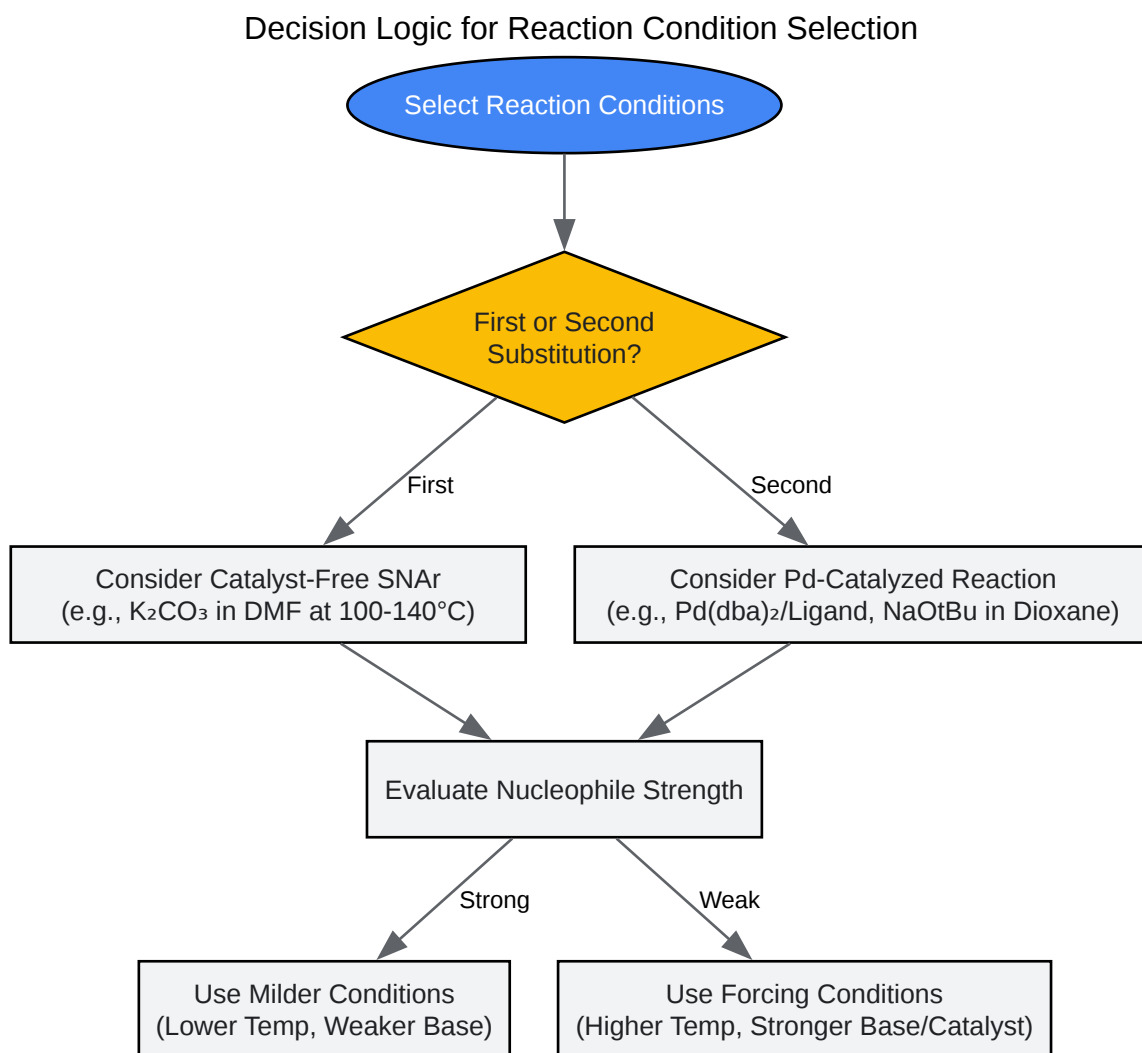 Decision Logic for Reaction Condition Selection
Select Reaction Conditions
First or Second
Substitution?
First
Second
Consider Catalyst-Free SNAr
(e.g., K₂CO₃ in DMF at 100-140°C)
Consider Pd-Catalyzed Reaction
(e.g., Pd(dba)₂/Ligand, NaOtBu in Dioxane)
Evaluate Nucleophile Strength
Strong
Weak
Use Milder Conditions
(Lower Temp, Weaker Base)
Use Forcing Conditions
(Higher Temp, Stronger Base/Catalyst)